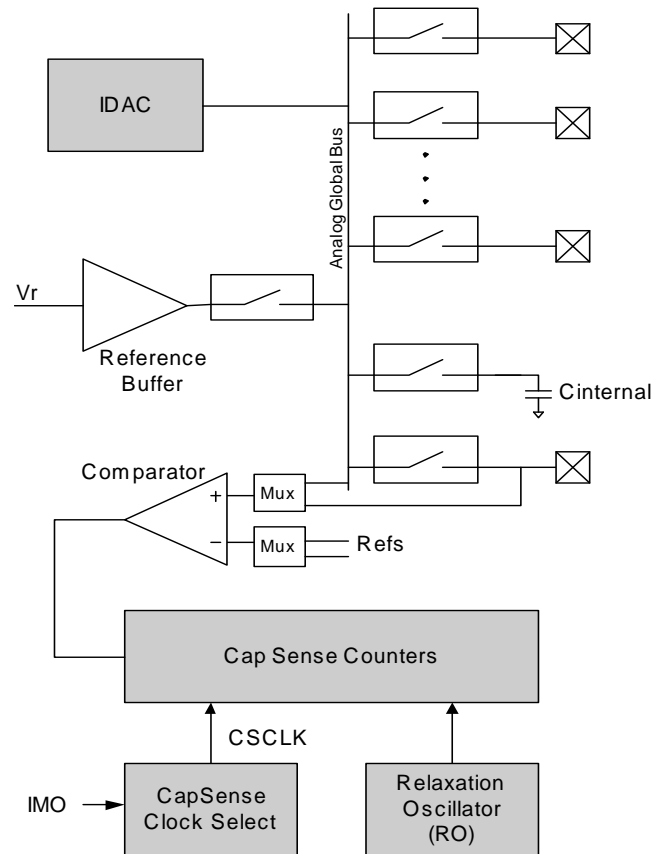 IDAC
Analog Global Bus
Vr
Reference
Buffer
Cinternal
Comparator
+
Mux
−
Mux
Refs
Cap Sense Counters
CSCLK
IMO
CapSense
Clock Select
Relaxation
Oscillator
(RO)